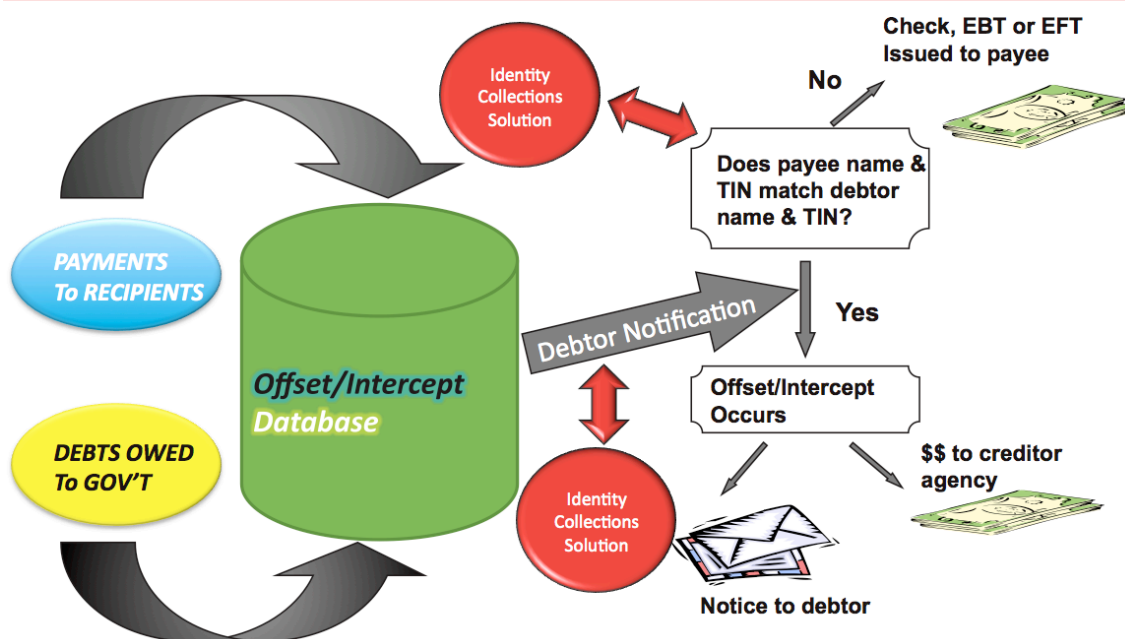 Check, EBT or EFT
Issued to payee
No
Identity
Collections
Solution
Does payee name &
TIN match debtor
name & TIN?
PAYMENTS
To RECIPIENTS
Debtor Notification
Yes
Offset/Intercept
Database
Offset/Intercept
Occurs
DEBTS OWED
To GOV’T
$$ to creditor
agency
Identity
Collections
Solution
Notice to debtor